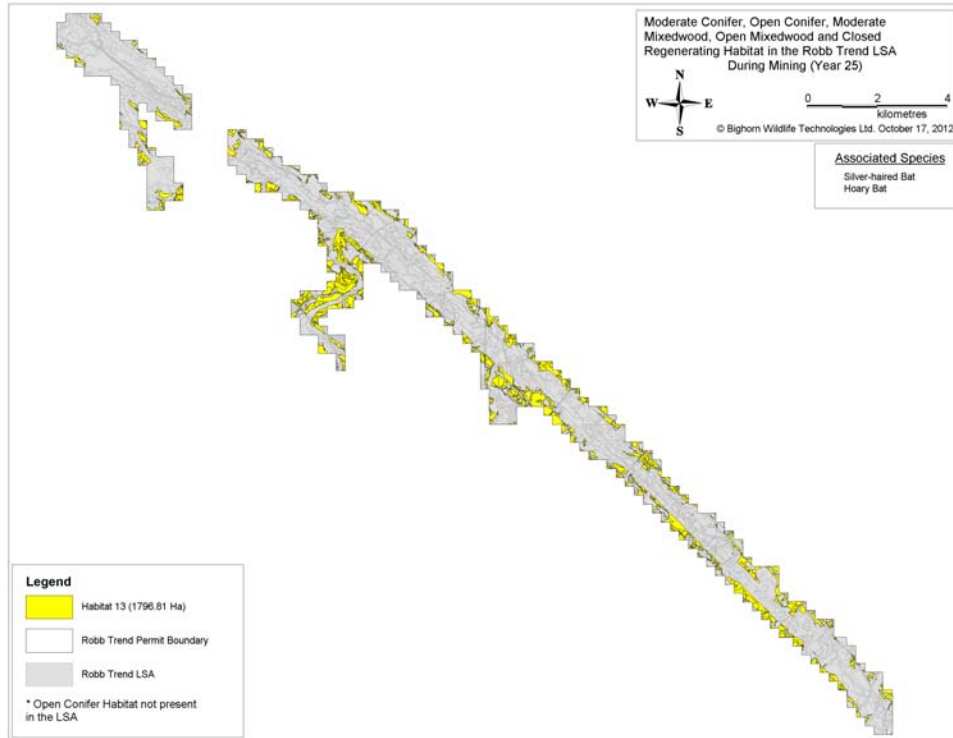 Moderate Conifer, Open Conifer, Moderate
Mixedwood, Open Mixedwood and Closed
Regenerating Habitat in the Robb Trend LSA
During Mining (Year 25)
N
W E
S
0 2 4
kilometres
© Bighorn Wildlife Technologies Ltd. October 17, 2012
Associated Species
Silver-haired Bat
Hoary Bat
Legend
Habitat 13 (1796.81 Ha)
Robb Trend Permit Boundary
Robb Trend LSA
* Open Conifer Habitat not present
in the LSA